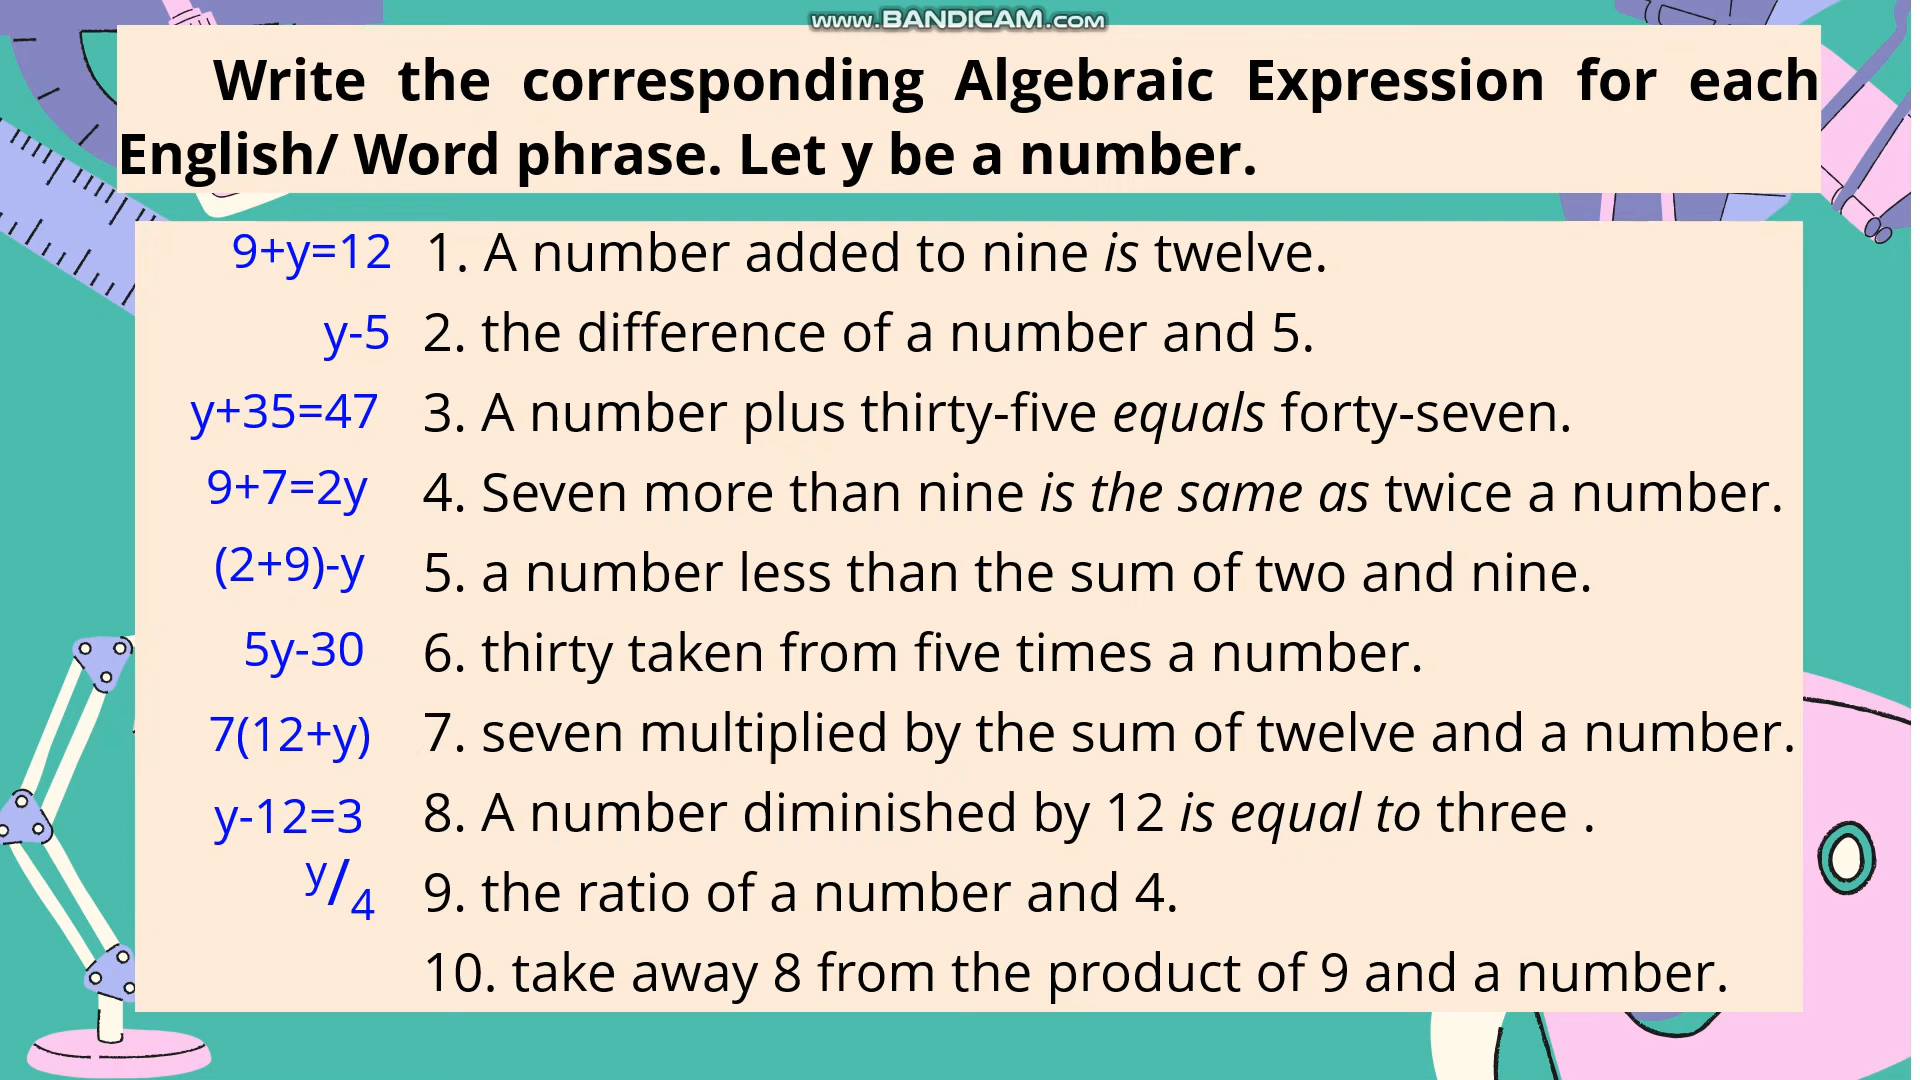 www.BANDICAM.com
Write the corresponding Algebraic Expression for each
English/ Word phrase. Let y be a number.
9+y=12 1. A number added to nine is twelve.
y-5 2. the difference of a number and 5.
y+35=47 3. A number plus thirty-five equals forty-seven.
9+7=2y 4. Seven more than nine is the same as twice a number.
(2+9)-y 5. a number less than the sum of two and nine.
5y-30 6. thirty taken from five times a number.
7(12+y) 7. seven multiplied by the sum of twelve and a number.
y-12=3 8. A number diminished by 12 is equal to three .
y/4 9. the ratio of a number and 4.
10. take away 8 from the product of 9 and a number.